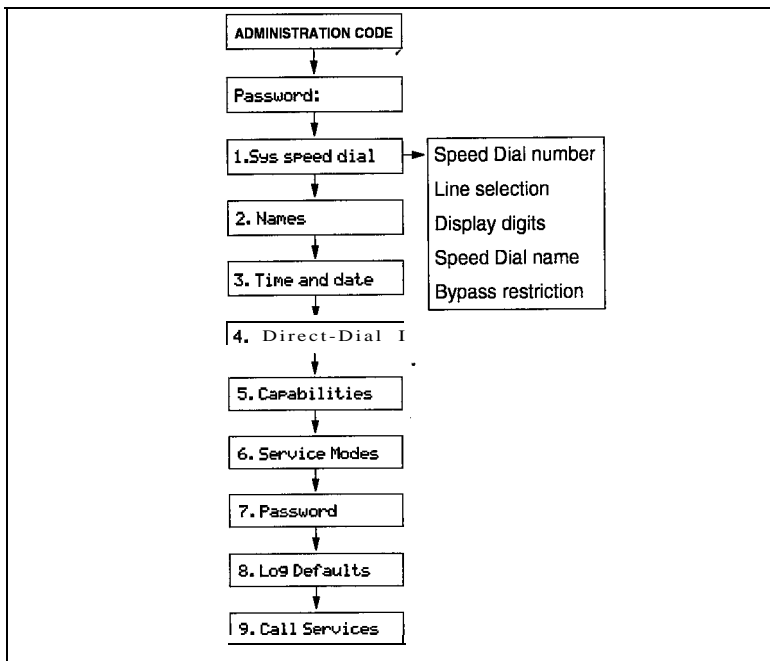 ADMINISTRATION CODE
Password:
1.Sys speed dial
Speed Dial number
Line selection
Display digits
Speed Dial name
Bypass restriction
2. Names
3. Time and date
4. Direct-Dial I
5. Capabilities
6. Service Modes
7. Password
8. Log Defaults
9. Call Services